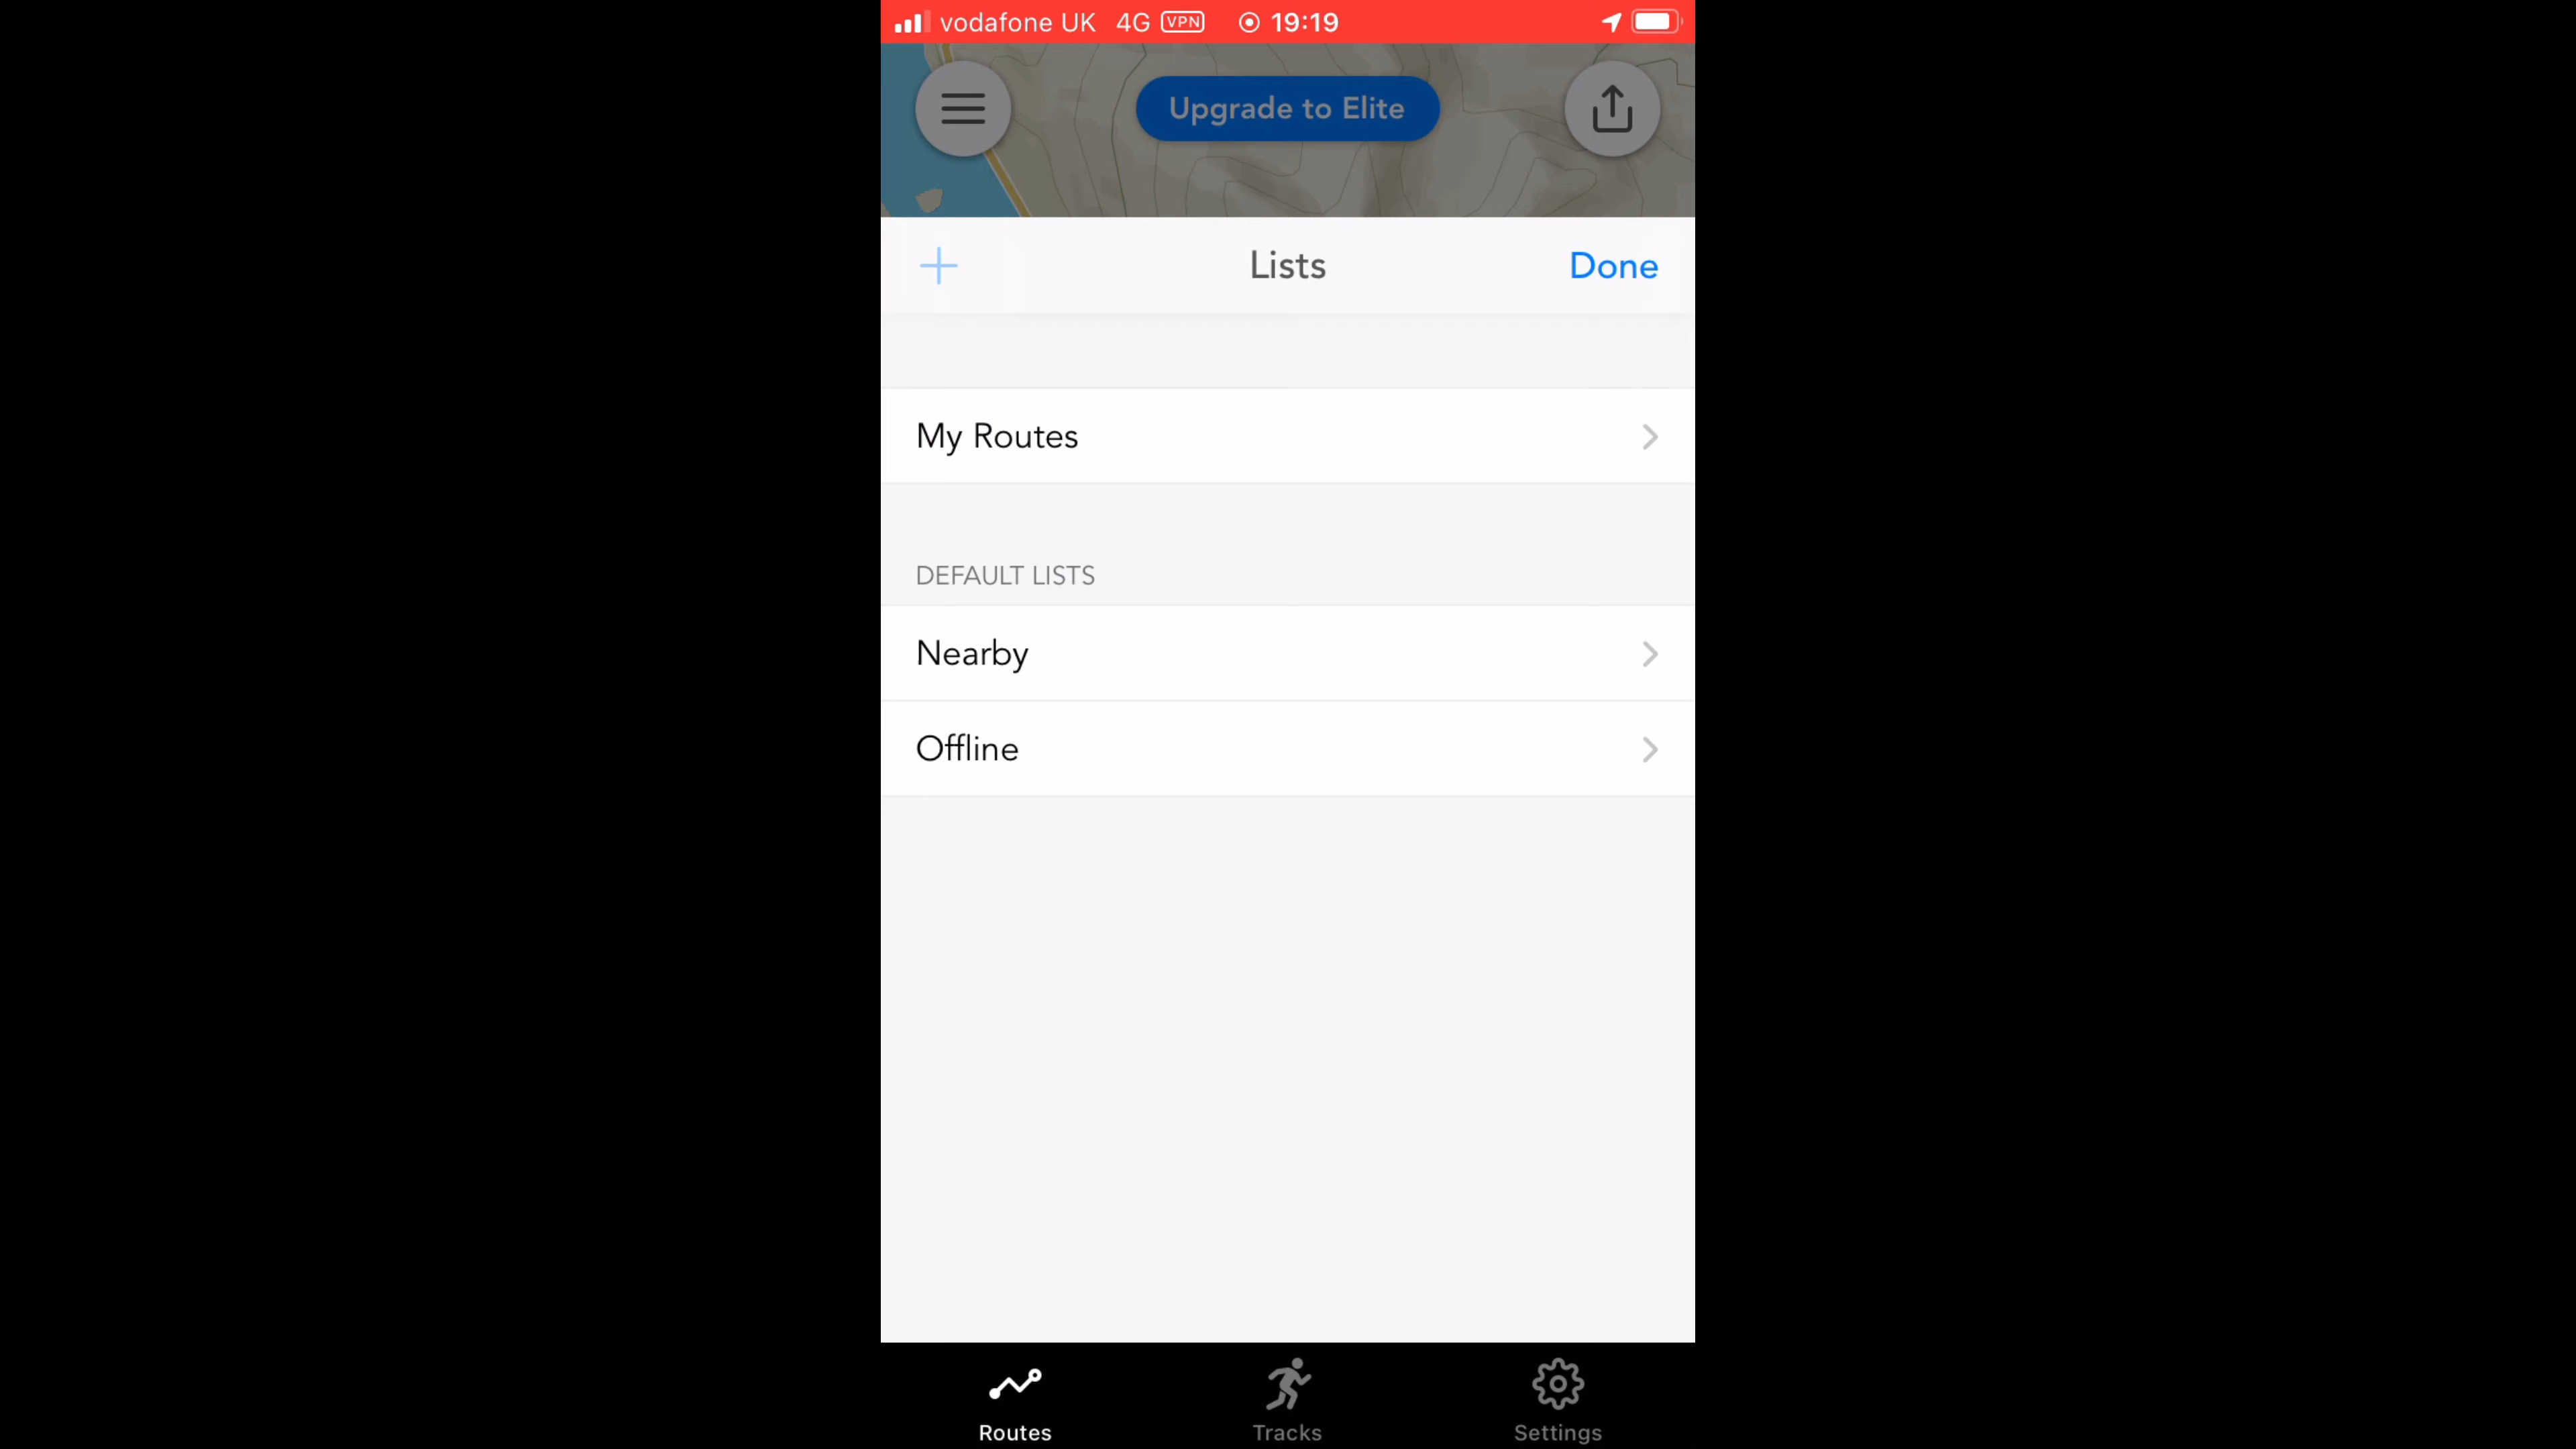 vodafone UK 4G VPN 19:19
Upgrade to Elite
Lists
Done
My Routes
DEFAULT LISTS
Nearby
Offline
Routes
Tracks
Settings